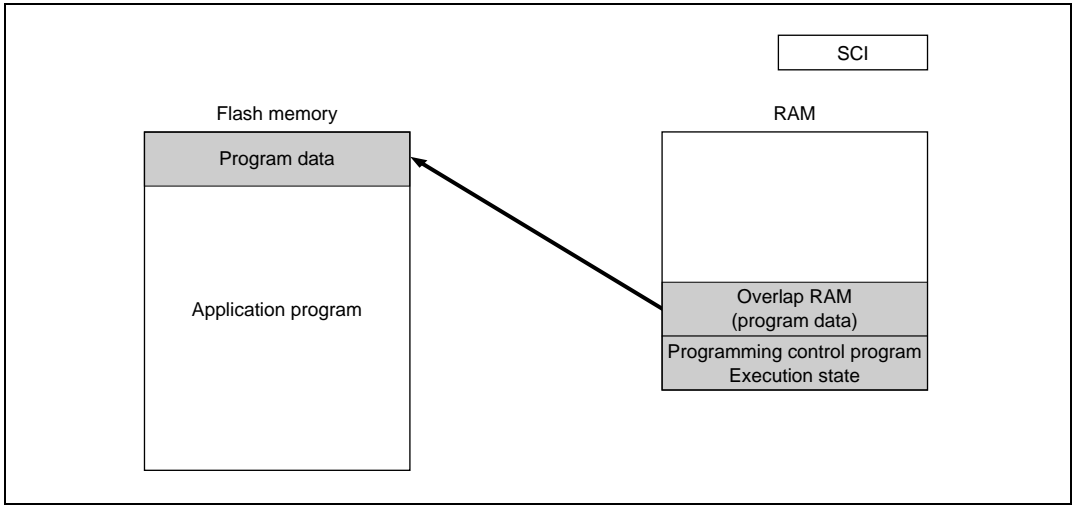 SCI
Flash memory
RAM
Program data
Application program
Overlap RAM
(program data)
Programming control program
Execution state